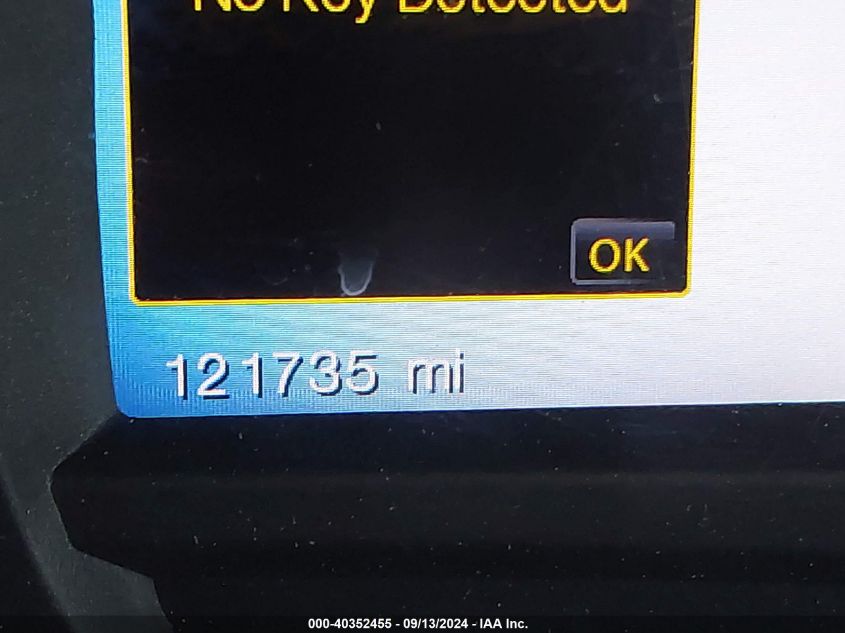 No Key Detected
OK
121735 mi
000-40352455 - 09/13/2024 - IAA Inc.